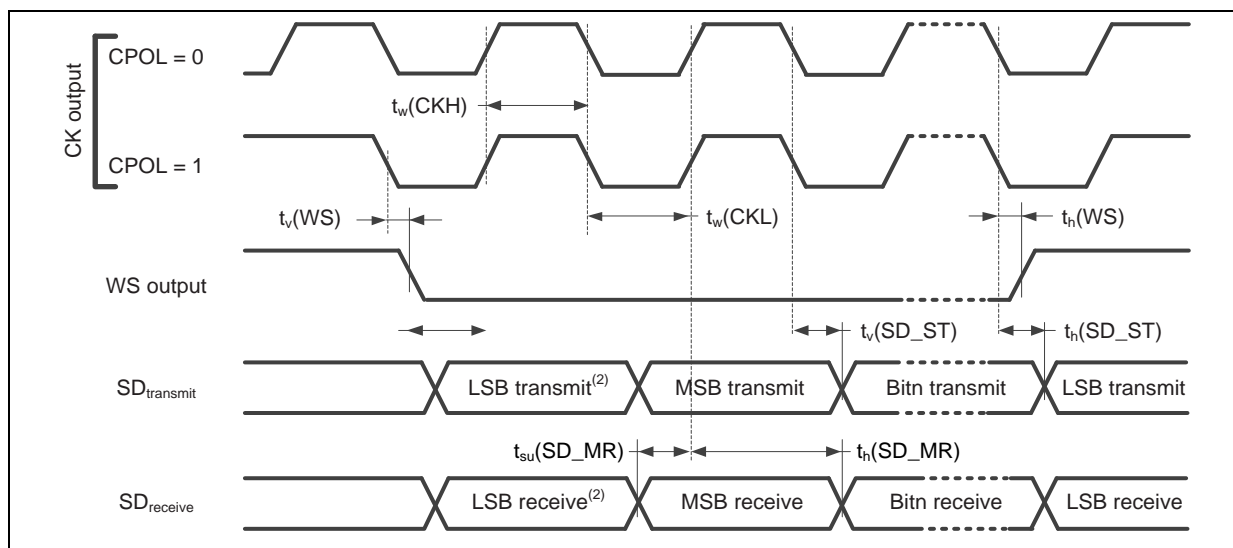 CK output
CPOL = 0
tw(CKH)
CPOL = 1
tv(WS)
tw(CKL)
th(WS)
WS output
tv(SD_ST)
th(SD_ST)
SDtransmit
LSB transmit(2)
MSB transmit
Bitn transmit
LSB transmit
tsu(SD_MR)
th(SD_MR)
SDreceive
LSB receive(2)
MSB receive
Bitn receive
LSB receive